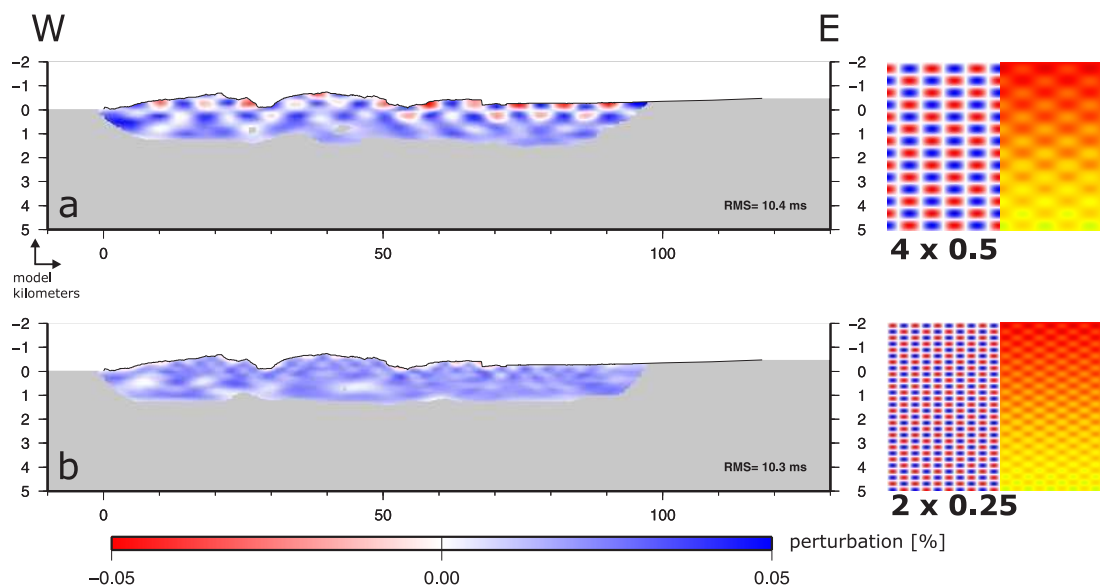 W E
−2 −2
−1 −1
0 0
1 1
2 2
3 3
4 4
5 5
a
RMS= 10.4 ms
4 x 0.5
0 50 100
model
kilometers
−2 −2
−1 −1
0 0
1 1
2 2
3 3
4 4
5 5
b
RMS= 10.3 ms
2 x 0.25
0 50 100
perturbation [%]
−0.05 0.00 0.05